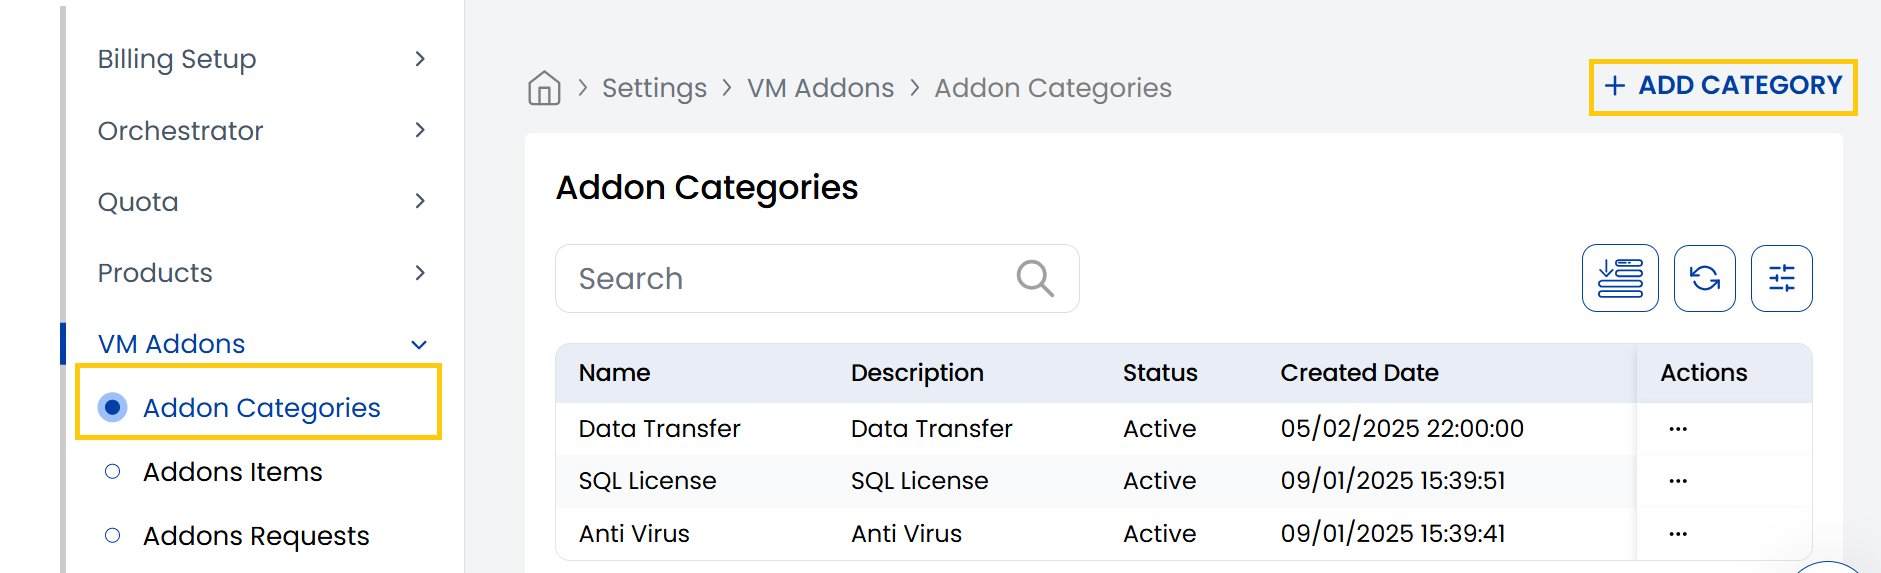 Billing Setup
Orchestrator
Quota
Products
VM Addons
Addon Categories
Addons Items
Addons Requests
Settings > VM Addons > Addon Categories
+ ADD CATEGORY
Addon Categories
Search
Name Description Status Created Date Actions
Data Transfer Data Transfer Active 05/02/2025 22:00:00 ...
SQL License SQL License Active 09/01/2025 15:39:51 ...
Anti Virus Anti Virus Active 09/01/2025 15:39:41 ...